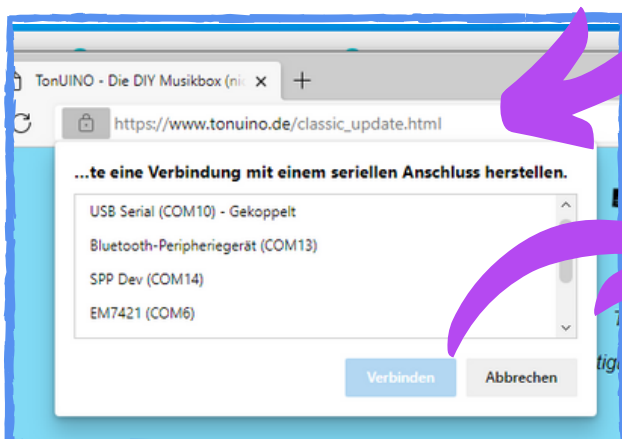 TonUINO - Die DIY Musikbox (ni
https://www.tonuino.de/classic_update.html
...te eine Verbindung mit einem seriellen Anschluss herstellen.
USB Serial (COM10) - Gekoppelt
Bluetooth-Peripheriegerät (COM13)
SPP Dev (COM14)
EM7421 (COM6)
Verbinden
Abbrechen